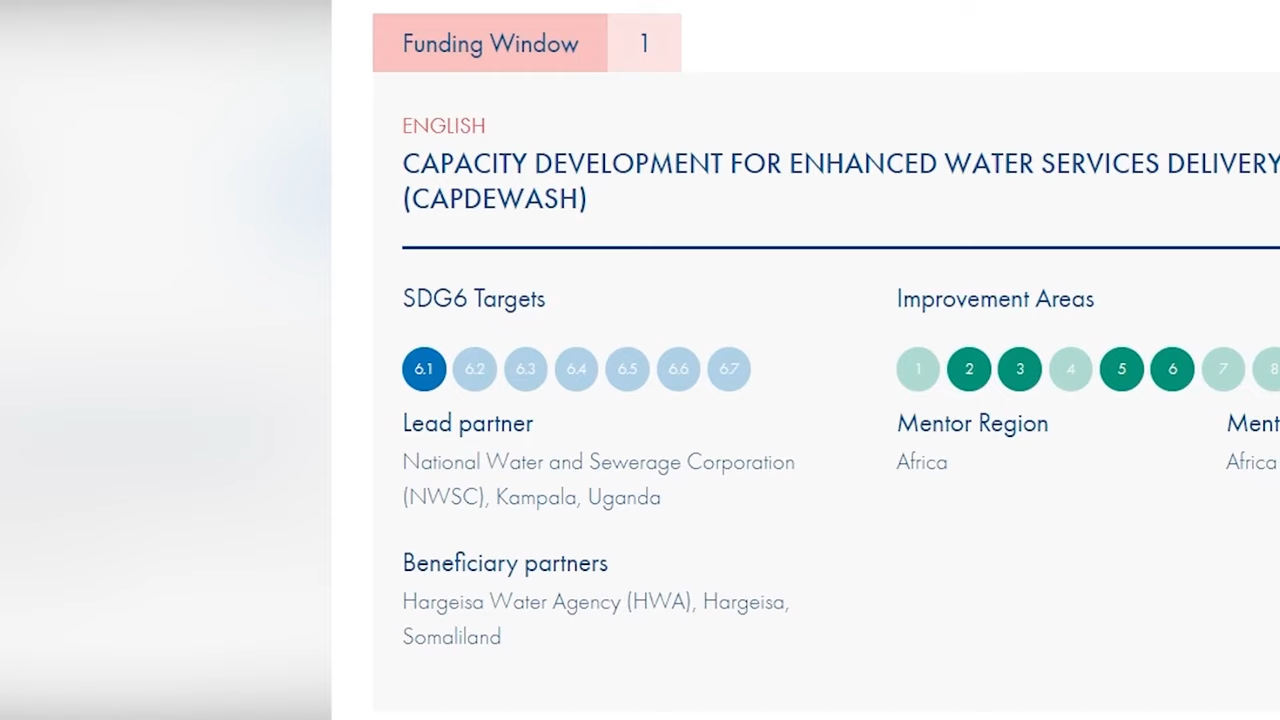 Funding Window 1
ENGLISH
CAPACITY DEVELOPMENT FOR ENHANCED WATER SERVICES DELIVERY
(CAPDEWASH)
SDG6 Targets
Improvement Areas
6.1 6.2 6.3 6.4 6.5 6.6 6.7
1 2 3 4 5 6 7 8
Lead partner
National Water and Sewerage Corporation
(NWSC), Kampala, Uganda
Mentor Region
Africa
Ment
Africa
Beneficiary partners
Hargeisa Water Agency (HWA), Hargeisa,
Somaliland